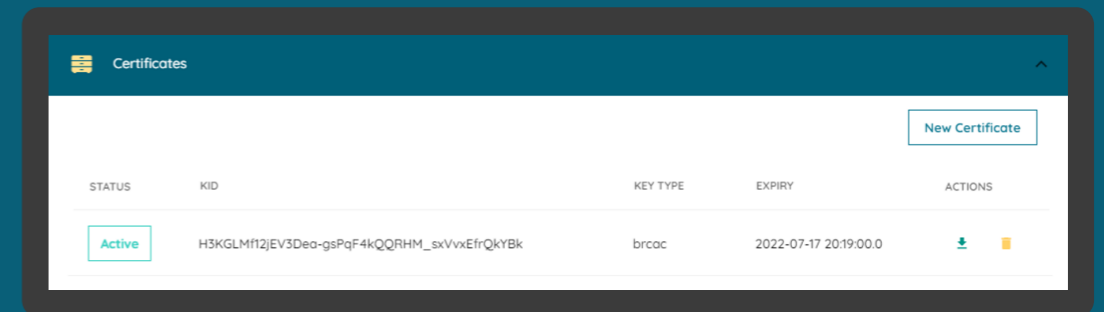 Certificates
New Certificate
STATUS KID KEY TYPE EXPIRY ACTIONS
Active H3KGLMf12jEV3Dea-gsPqF4kQQRHM_sxVvxEfrQkYBk brcac 2022-07-17 20:19:00.0